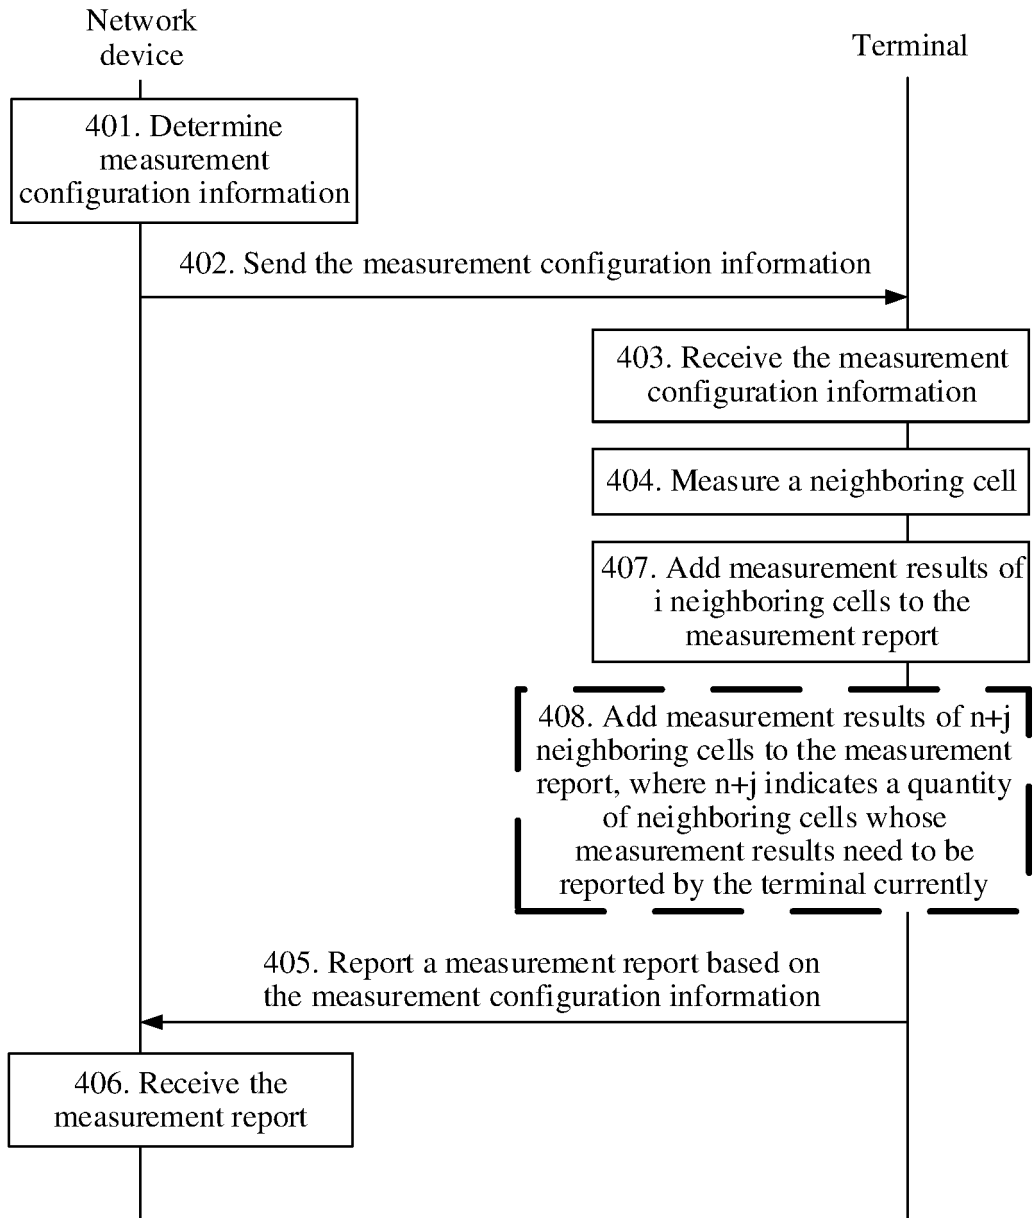 Network
device
Terminal
401. Determine
measurement
configuration information
402. Send the measurement configuration information
403. Receive the measurement
configuration information
404. Measure a neighboring cell
407. Add measurement results of
i neighboring cells to the
measurement report
408. Add measurement results of n+j
neighboring cells to the measurement
report, where n+j indicates a quantity
of neighboring cells whose
measurement results need to be
reported by the terminal currently
405. Report a measurement report based on
the measurement configuration information
406. Receive the
measurement report